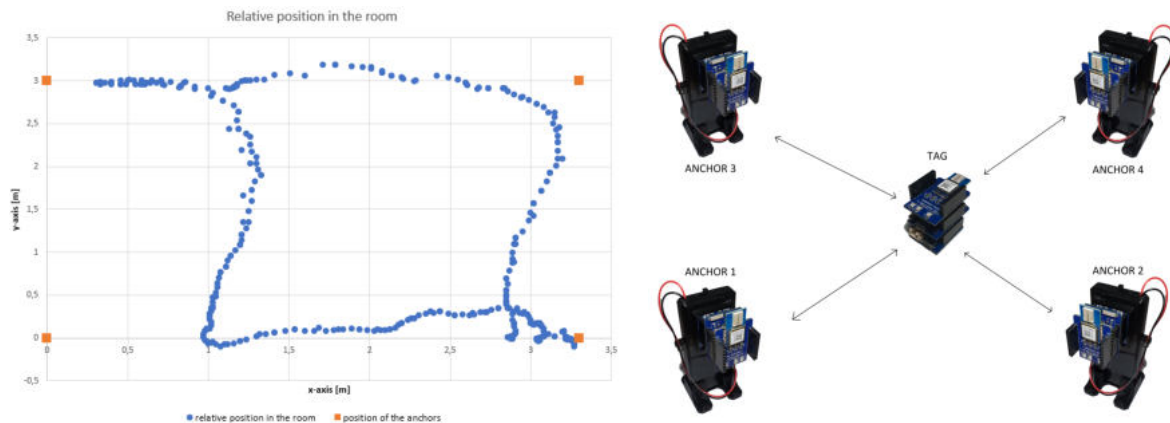 Relative position in the room
3,5
3
2,5
2
1,5
1
0,5
0
-0,5
y-axis [m]
0
0,5
1
1,5
2
2,5
3
3,5
x-axis [m]
relative position in the room
position of the anchors
ANCHOR 3
TAG
ANCHOR 4
ANCHOR 1
ANCHOR 2